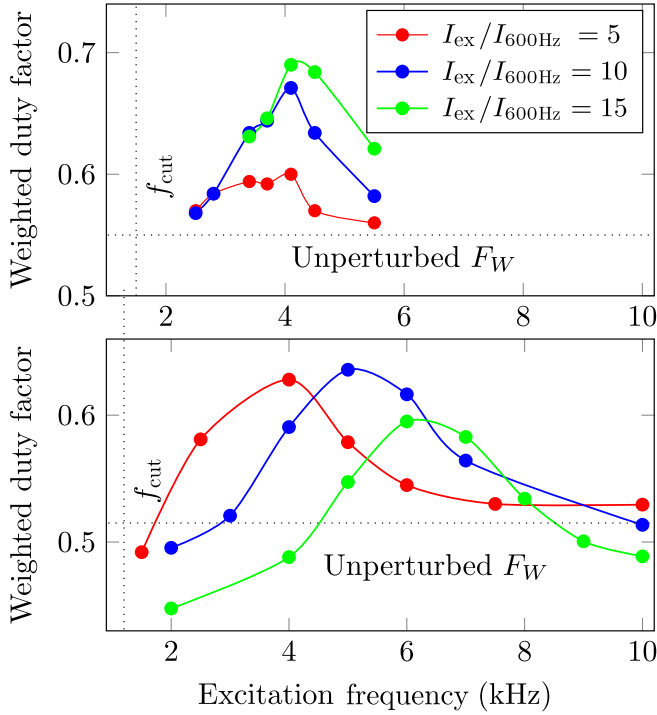 Weighted duty factor
0.7
0.6
0.5
f_cut
I_ex/I_600Hz = 5
I_ex/I_600Hz = 10
I_ex/I_600Hz = 15
Unperturbed F_W
2 4 6 8 10
Weighted duty factor
0.6
0.5
f_cut
Unperturbed F_W
2 4 6 8 10
Excitation frequency (kHz)